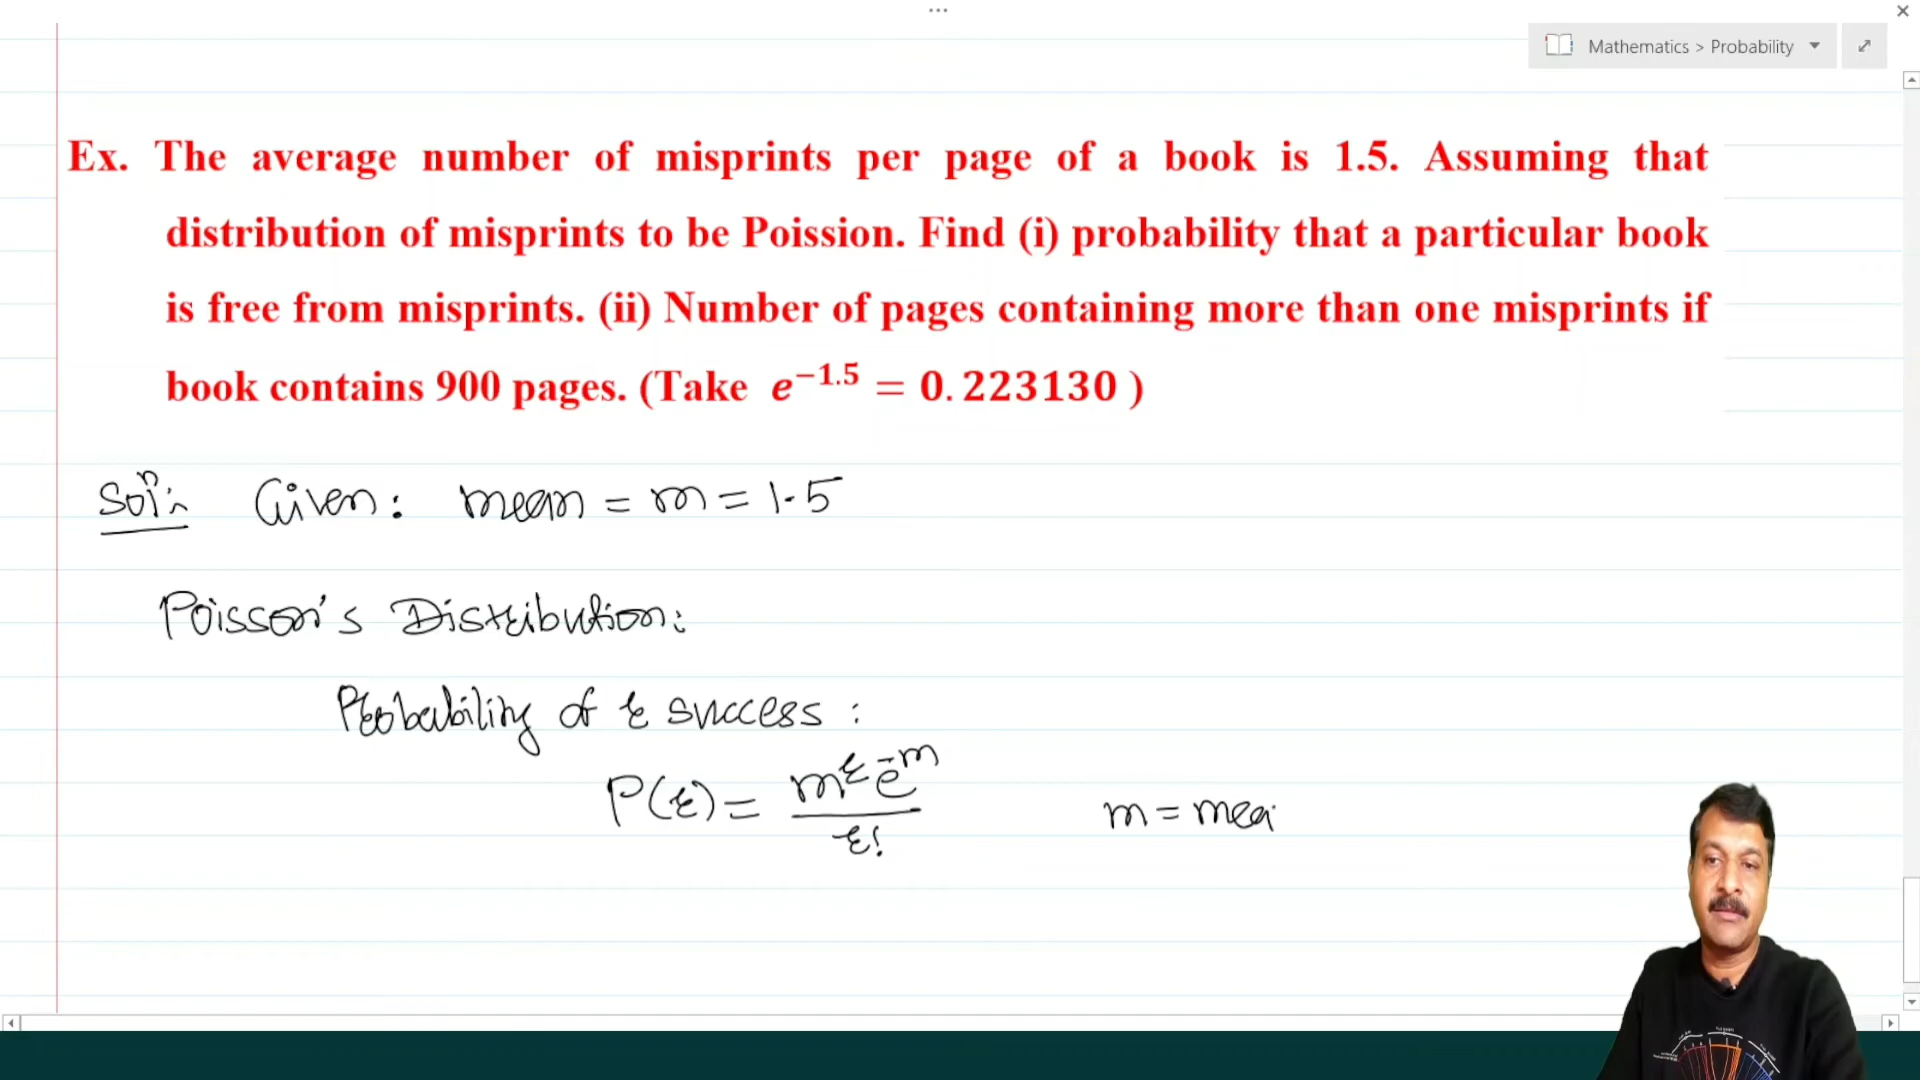 Mathematics > Probability
Ex. The average number of misprints per page of a book is 1.5. Assuming that
distribution of misprints to be Poission. Find (i) probability that a particular book
is free from misprints. (ii) Number of pages containing more than one misprints if
book contains 900 pages. (Take e^{-1.5} = 0.223130 )
Solⁿ: Given: mean = m = 1.5
Poisson's Distribution:
Probability of r success :
P(r) = \frac{m^r e^{-m}}{r!} m = mea